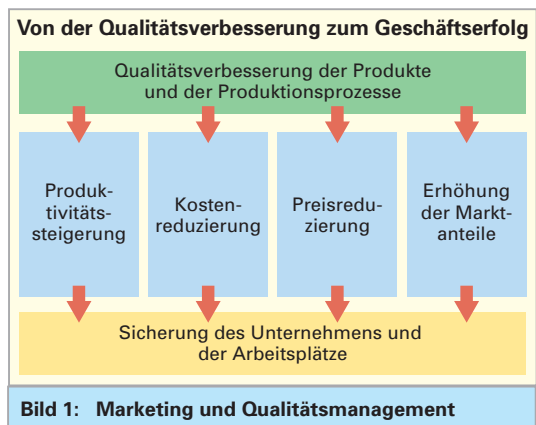 Von der Qualitätsverbesserung zum Geschäftserfolg
Qualitätsverbesserung der Produkte
und der Produktionsprozesse
Produk-
tivitäts-
steigerung
Kosten-
reduzierung
Preisredu-
zierung
Erhöhung
der Markt-
anteile
Sicherung des Unternehmens und
der Arbeitsplätze
Bild 1: Marketing und Qualitätsmanagement